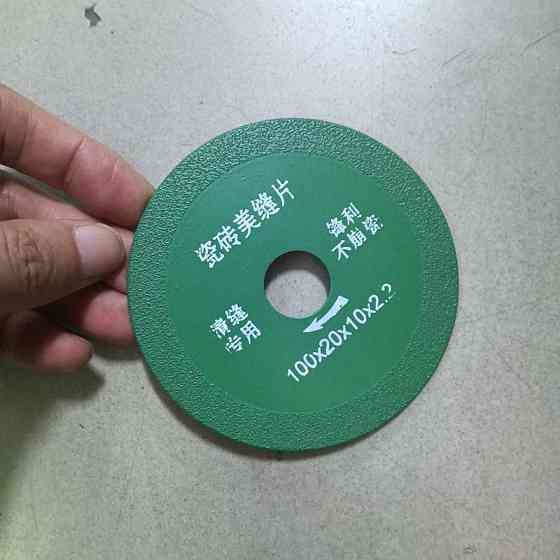 瓷砖美缝片
锋利
不崩瓷
清缝
专用
100x20x10x2.2